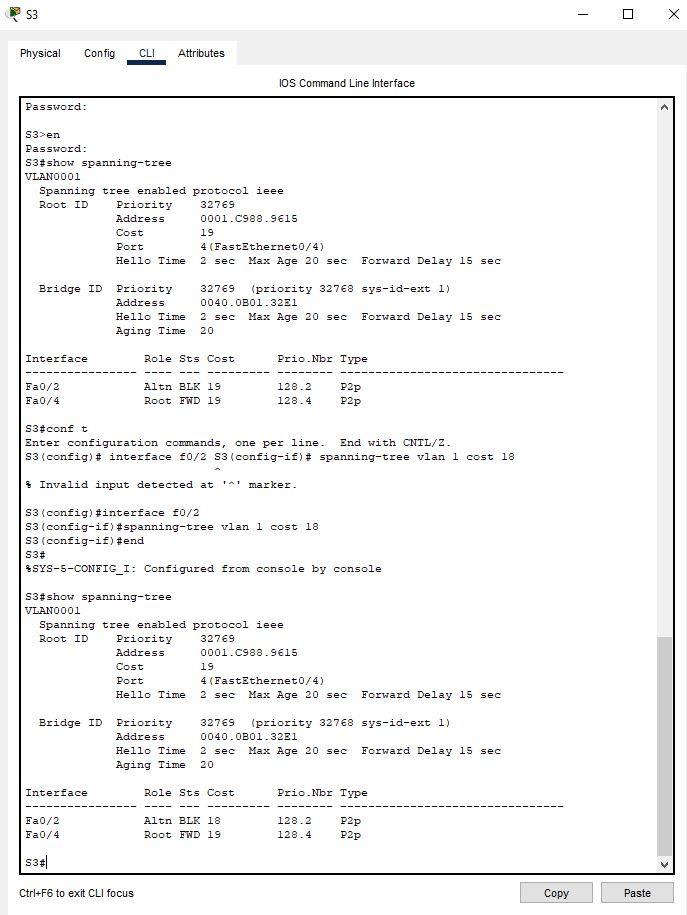 S3
Physical Config CLI Attributes
IOS Command Line Interface
Password:
S3>en
Password:
S3#show spanning-tree
VLAN0001
  Spanning tree enabled protocol ieee
  Root ID    Priority    32769
             Address     0001.C988.9615
             Cost        19
             Port        4(FastEthernet0/4)
             Hello Time  2 sec  Max Age 20 sec  Forward Delay 15 sec
  Bridge ID  Priority    32769  (priority 32768 sys-id-ext 1)
             Address     0040.0B01.32E1
             Hello Time  2 sec  Max Age 20 sec  Forward Delay 15 sec
             Aging Time  20
Interface        Role Sts Cost      Prio.Nbr Type
---------------- ---- --- --------- -------- --------------------------------
Fa0/2            Altn BLK 19        128.2    P2p
Fa0/4            Root FWD 19        128.4    P2p
S3#conf t
Enter configuration commands, one per line.  End with CNTL/Z.
S3(config)# interface f0/2 S3(config-if)# spanning-tree vlan 1 cost 18
                           ^
% Invalid input detected at '^' marker.
S3(config)#interface f0/2
S3(config-if)#spanning-tree vlan 1 cost 18
S3(config-if)#end
S3#
%SYS-5-CONFIG_I: Configured from console by console
S3#show spanning-tree
VLAN0001
  Spanning tree enabled protocol ieee
  Root ID    Priority    32769
             Address     0001.C988.9615
             Cost        19
             Port        4(FastEthernet0/4)
             Hello Time  2 sec  Max Age 20 sec  Forward Delay 15 sec
  Bridge ID  Priority    32769  (priority 32768 sys-id-ext 1)
             Address     0040.0B01.32E1
             Hello Time  2 sec  Max Age 20 sec  Forward Delay 15 sec
             Aging Time  20
Interface        Role Sts Cost      Prio.Nbr Type
---------------- ---- --- --------- -------- --------------------------------
Fa0/2            Altn BLK 18        128.2    P2p
Fa0/4            Root FWD 19        128.4    P2p
S3#
Ctrl+F6 to exit CLI focus
Copy Paste